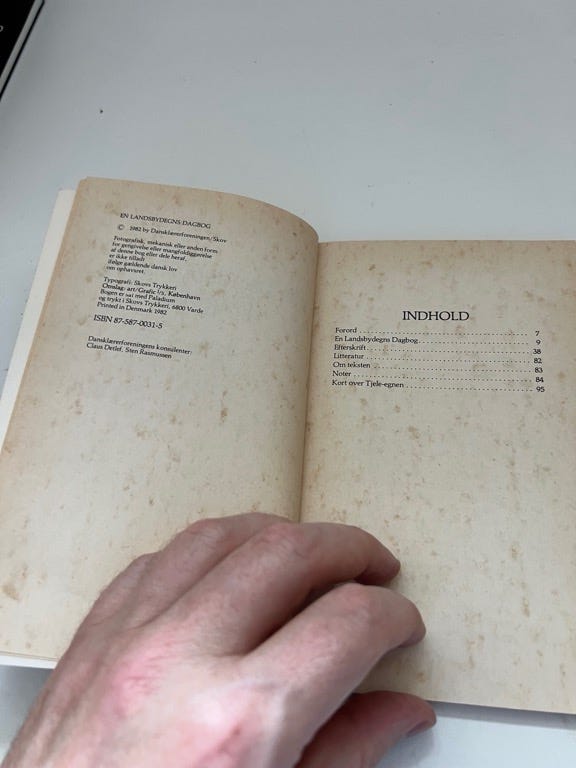 EN LANDSBYDEGNS DAGBOG
© 1982 by Dansklærerforeningen/Skov
Fotografisk, mekanisk eller anden form
for gengivelse eller mangfoldiggørelse
af denne bog eller dele heraf,
er ikke tilladt
ifølge gældende dansk lov
om ophavsret.
Typografi: Skovs Trykkeri
Omslag: art/Grafic I/s, København
Bogen er sat med Paladium
og trykt i Skovs Trykkeri, 6800 Varde
Printed in Denmark 1982
ISBN 87-587-0031-5
Dansklærerforeningens konsulenter:
Claus Detlef, Sten Rasmussen
INDHOLD
Forord 7
En Landsbydegns Dagbog 9
Efterskrift 38
Litteratur 82
Om teksten 83
Noter 84
Kort over Tjele-egnen 95